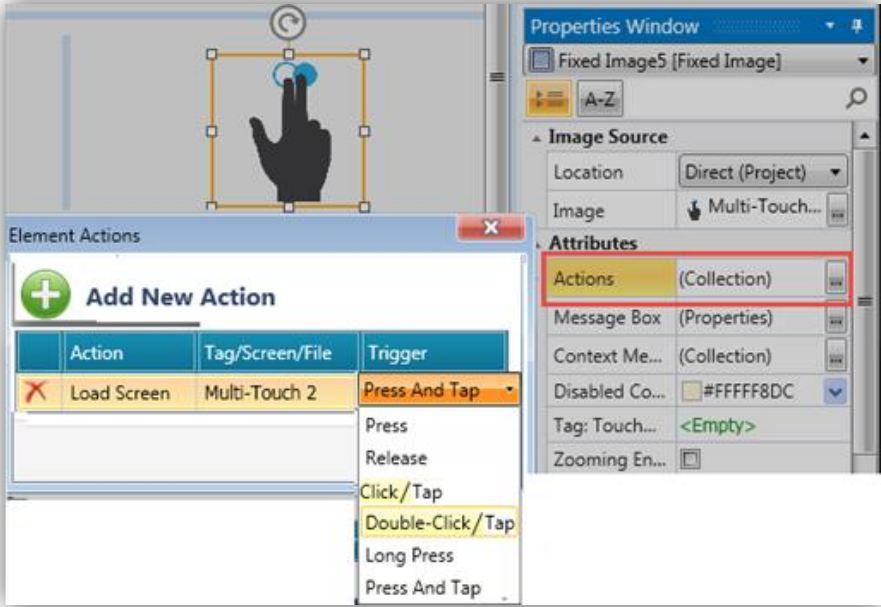 Properties Window
Fixed Image5 [Fixed Image]
A-Z
Image Source
Location Direct (Project)
Image Multi-Touch...
Attributes
Actions (Collection)
Message Box (Properties)
Context Me... (Collection)
Disabled Co... #FFFFF8DC
Tag: Touch... <Empty>
Zooming En...
Element Actions
Add New Action
Action Tag/Screen/File Trigger
Load Screen Multi-Touch 2 Press And Tap
Press
Release
Click/Tap
Double-Click/Tap
Long Press
Press And Tap